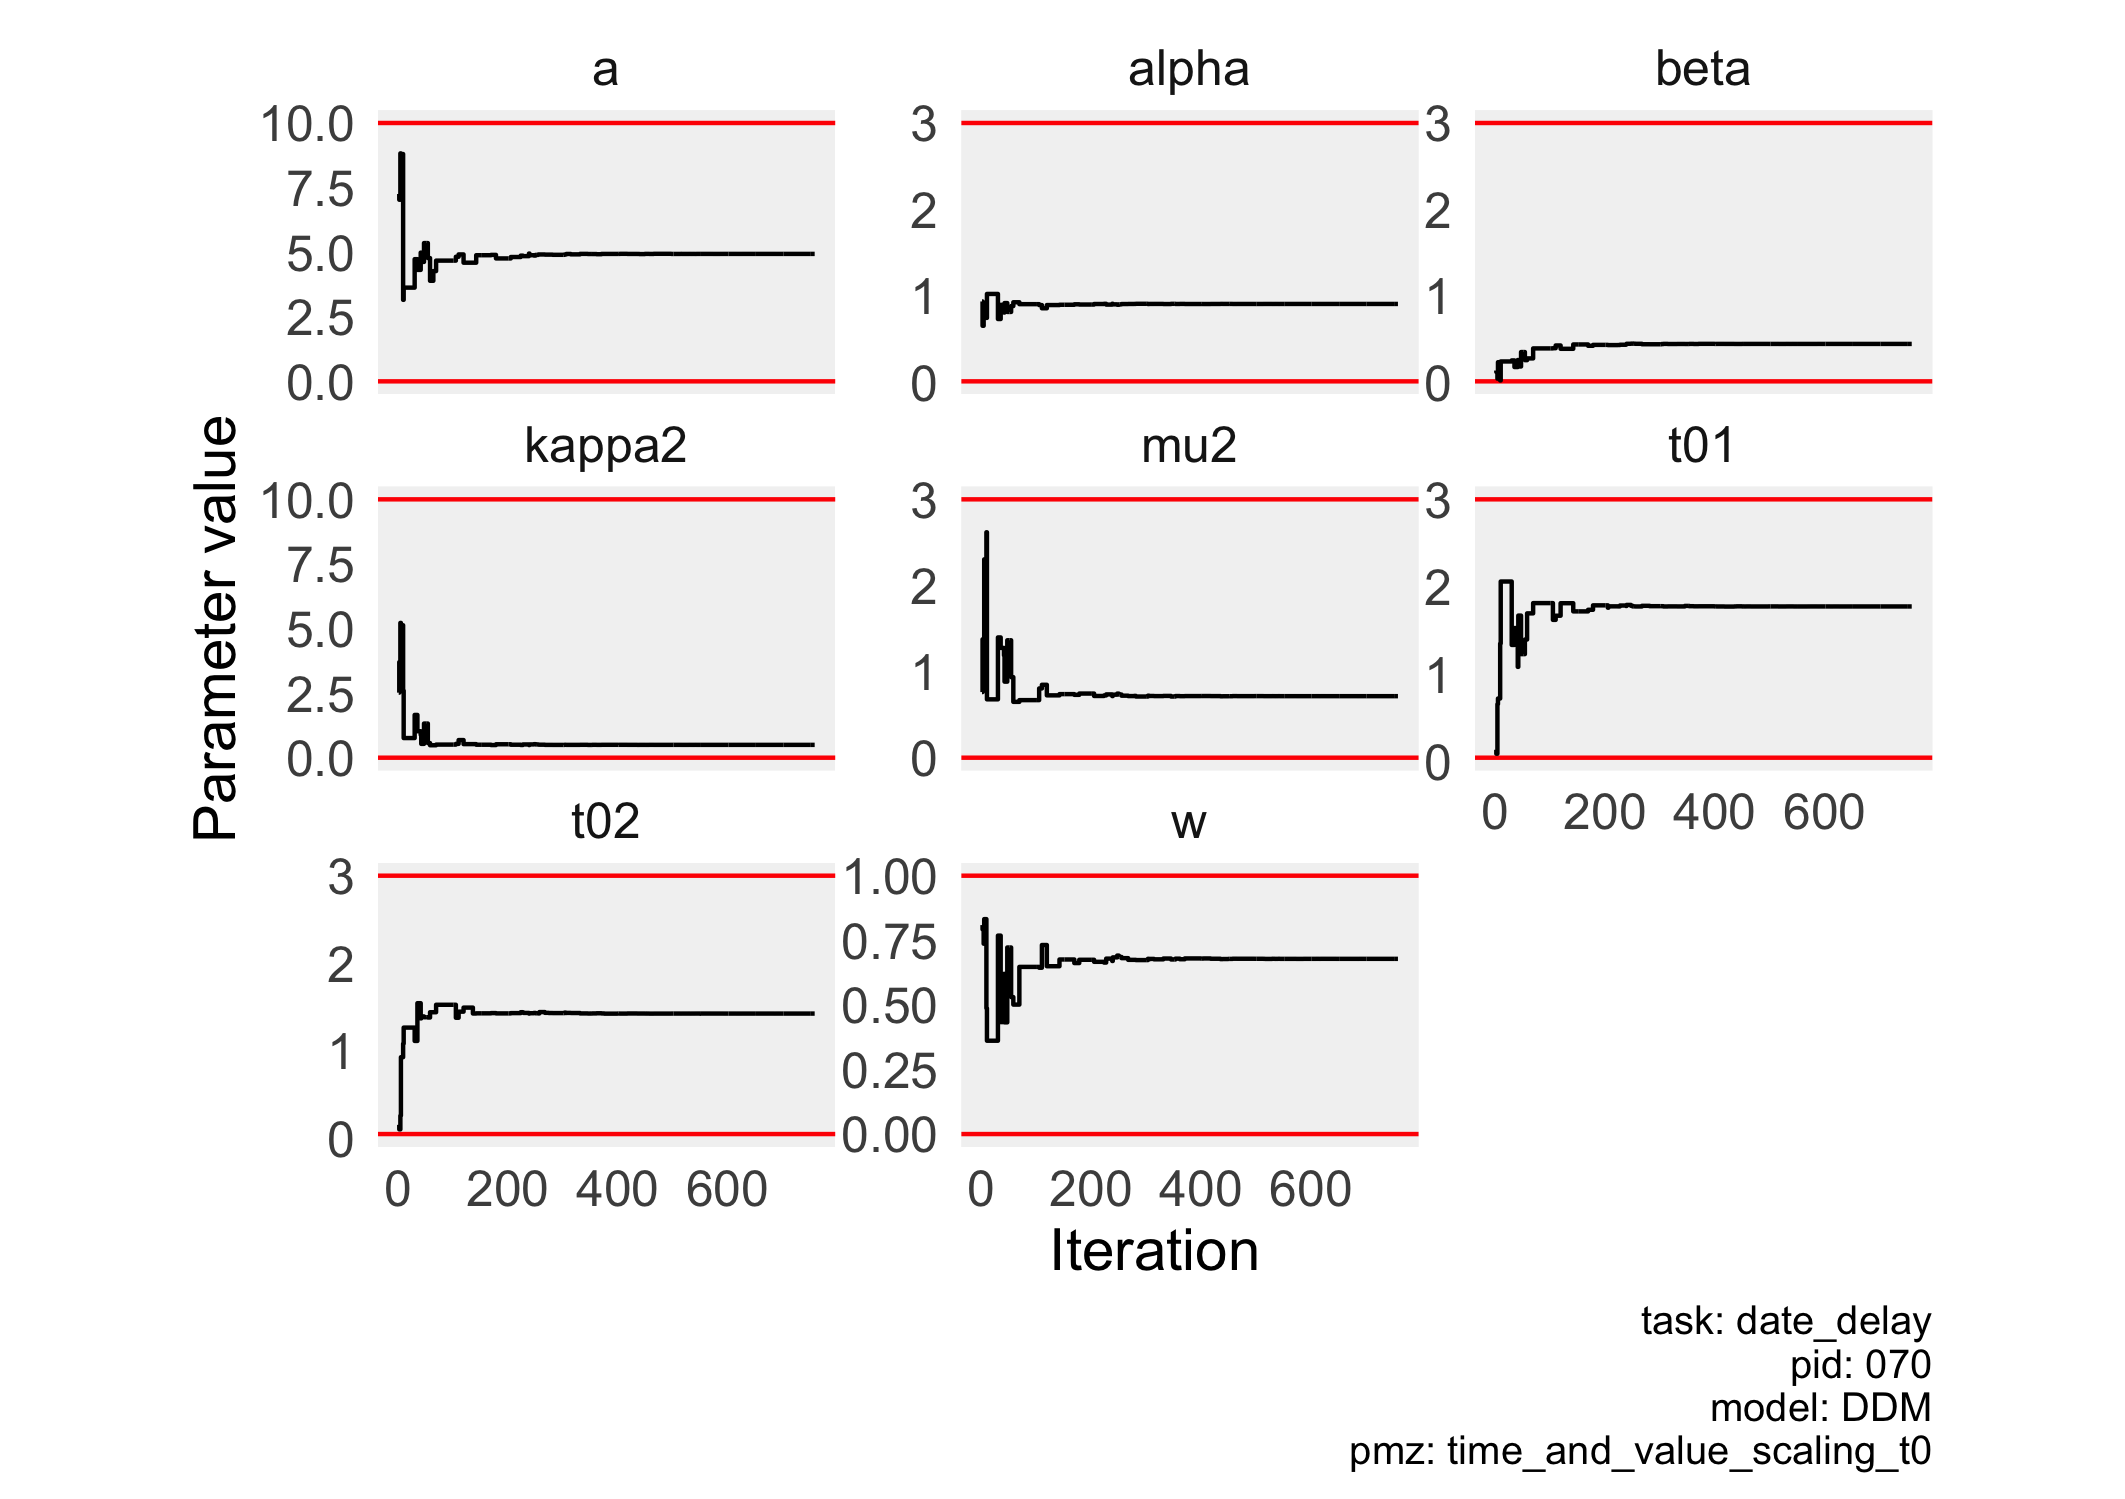 a
alpha
beta
10.0
7.5
5.0
2.5
0.0
3
2
1
0
3
2
1
0
kappa2
mu2
t01
10.0
7.5
5.0
2.5
0.0
3
2
1
0
3
2
1
0
0 200 400 600
t02
w
3
2
1
0
1.00
0.75
0.50
0.25
0.00
0 200 400 600
0 200 400 600
Parameter value
Iteration
task: date_delay
pid: 070
model: DDM
pmz: time_and_value_scaling_t0